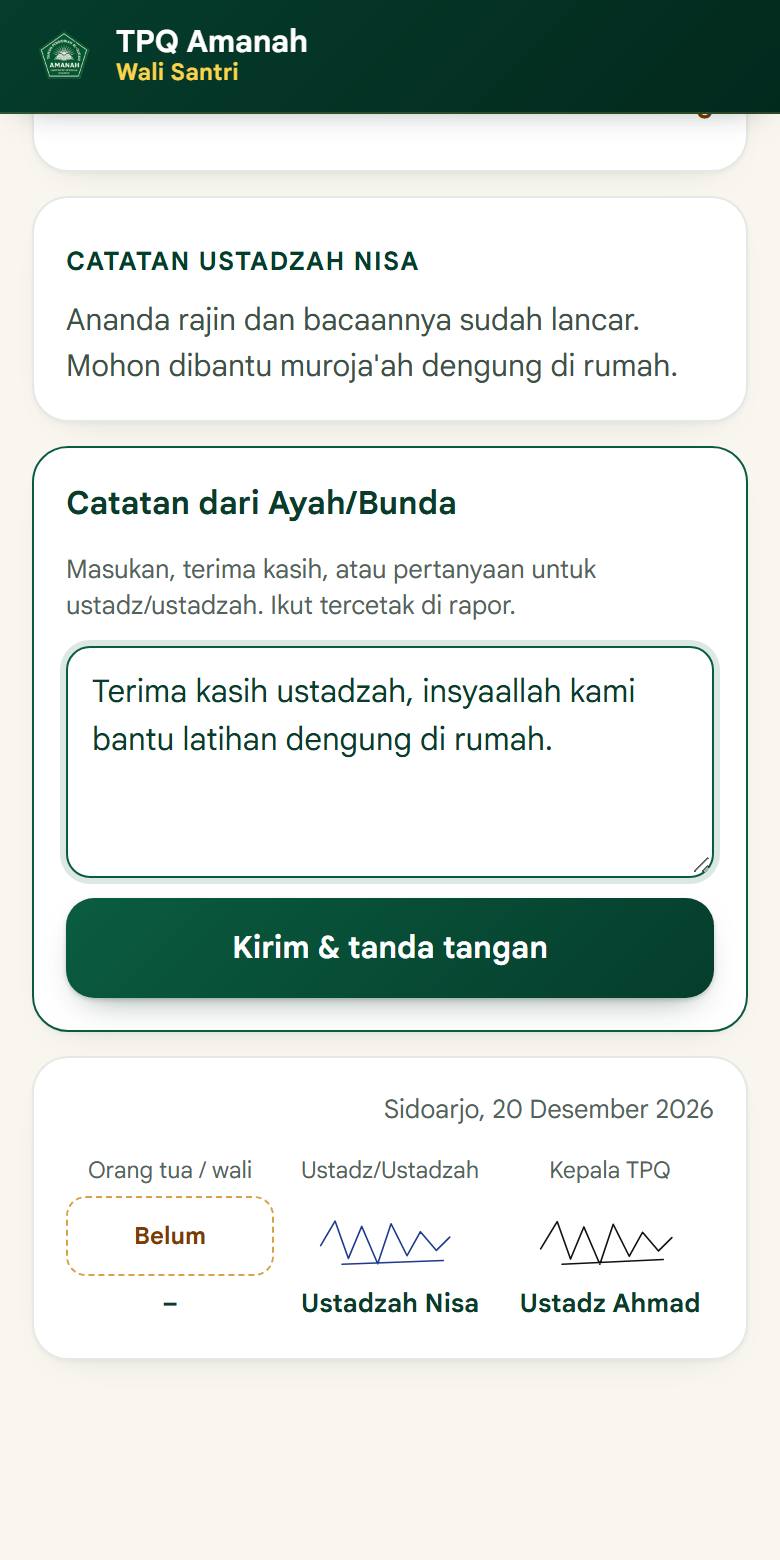 AMANAH
TPQ Amanah
Wali Santri
CATATAN USTADZAH NISA
Ananda rajin dan bacaannya sudah lancar.
Mohon dibantu muroja'ah dengung di rumah.
Catatan dari Ayah/Bunda
Masukan, terima kasih, atau pertanyaan untuk
ustadz/ustadzah. Ikut tercetak di rapor.
Terima kasih ustadzah, insyaallah kami
bantu latihan dengung di rumah.
Kirim & tanda tangan
Sidoarjo, 20 Desember 2026
Orang tua / wali Ustadz/Ustadzah Kepala TPQ
Belum
– Ustadzah Nisa Ustadz Ahmad